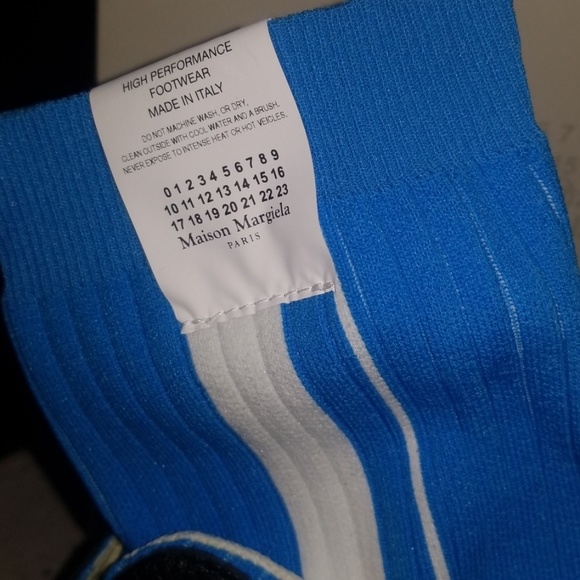 HIGH PERFORMANCE
FOOTWEAR
MADE IN ITALY
DO NOT MACHINE WASH, OR DRY,
CLEAN OUTSIDE WITH COOL WATER AND A BRUSH.
NEVER EXPOSE TO INTENSE HEAT OR HOT VEHICLES.
0 1 2 3 4 5 6 7 8 9
10 11 12 13 14 15 16
17 18 19 20 21 22 23
Maison Margiela
PARIS